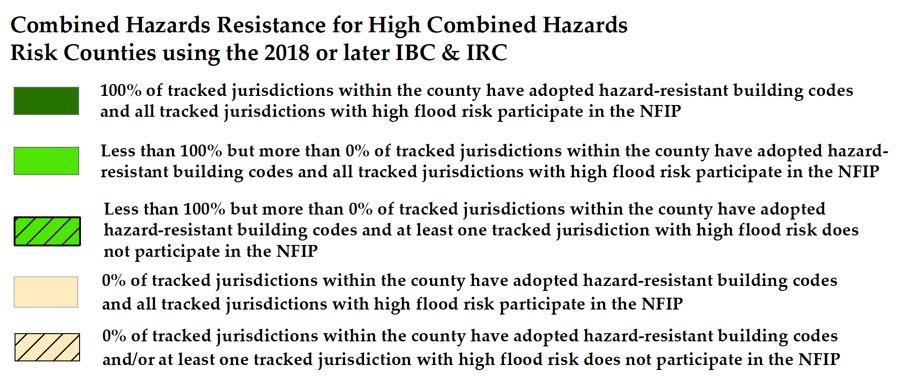 Combined Hazards Resistance for High Combined Hazards
Risk Counties using the 2018 or later IBC & IRC
100% of tracked jurisdictions within the county have adopted hazard-resistant building codes
and all tracked jurisdictions with high flood risk participate in the NFIP
Less than 100% but more than 0% of tracked jurisdictions within the county have adopted hazard-
resistant building codes and all tracked jurisdictions with high flood risk participate in the NFIP
Less than 100% but more than 0% of tracked jurisdictions within the county have adopted
hazard-resistant building codes and at least one tracked jurisdiction with high flood risk does
not participate in the NFIP
0% of tracked jurisdictions within the county have adopted hazard-resistant building codes
and all tracked jurisdictions with high flood risk participate in the NFIP
0% of tracked jurisdictions within the county have adopted hazard-resistant building codes
and/or at least one tracked jurisdiction with high flood risk does not participate in the NFIP